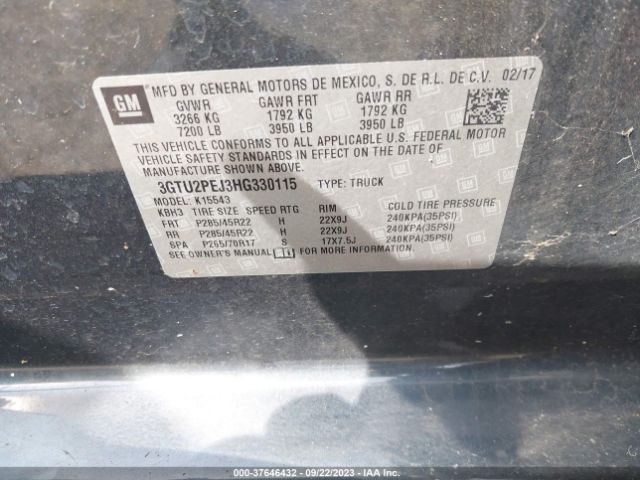 GM
MFD BY GENERAL MOTORS DE MEXICO, S. DE R.L. DE C.V. 02/17
GVWR GAWR FRT GAWR RR
3266 KG 1792 KG 1792 KG
7200 LB 3950 LB 3950 LB
THIS VEHICLE CONFORMS TO ALL APPLICABLE U.S. FEDERAL MOTOR
VEHICLE SAFETY STANDARDS IN EFFECT ON THE DATE OF
MANUFACTURE SHOWN ABOVE.
3GTU2PEJ3HG330115 TYPE: TRUCK
MODEL: K15543
KBH3 TIRE SIZE SPEED RTG RIM COLD TIRE PRESSURE
FRT P285/45R22 H 22X9J 240KPA(35PSI)
RR P285/45R22 H 22X9J 240KPA(35PSI)
SPA P265/70R17 S 17X7.5J 240KPA(35PSI)
SEE OWNER'S MANUAL
000-37646432 - 09/22/2023 - IAA Inc.